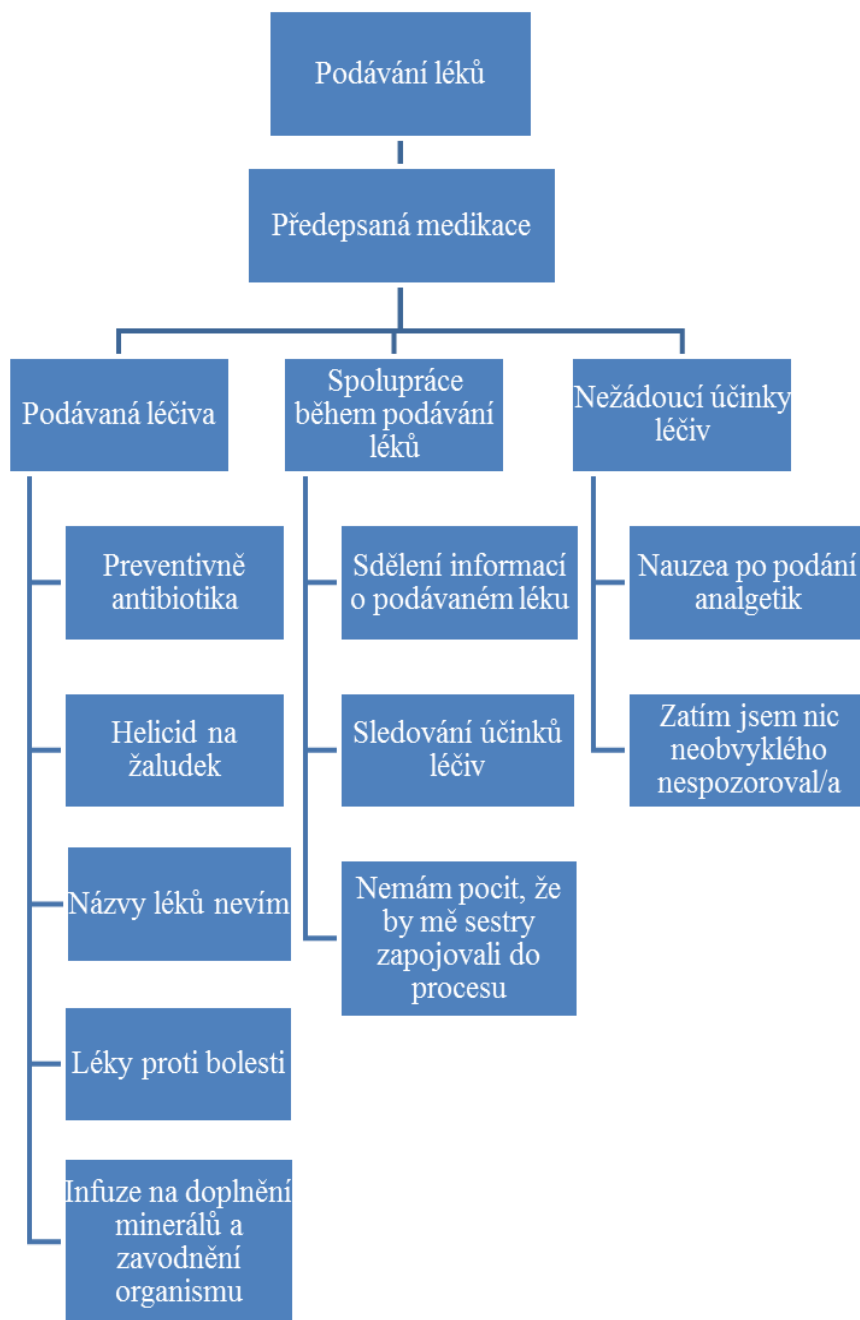 Podávání léků
Předepsaná medikace
Podávaná léčiva
Spolupráce
během podávání
léků
Nežádoucí účinky
léčiv
Preventivně
antibiotika
Helicid na
žaludek
Názvy léků nevím
Léky proti bolesti
Infuze na doplnění
minerálů a
zavodnění
organismu
Sdělení informací
o podávaném léku
Sledování účinků
léčiv
Nemám pocit, že
by mě sestry
zapojovali do
procesu
Nauzea po podání
analgetik
Zatím jsem nic
neobvyklého
nespozoroval/a